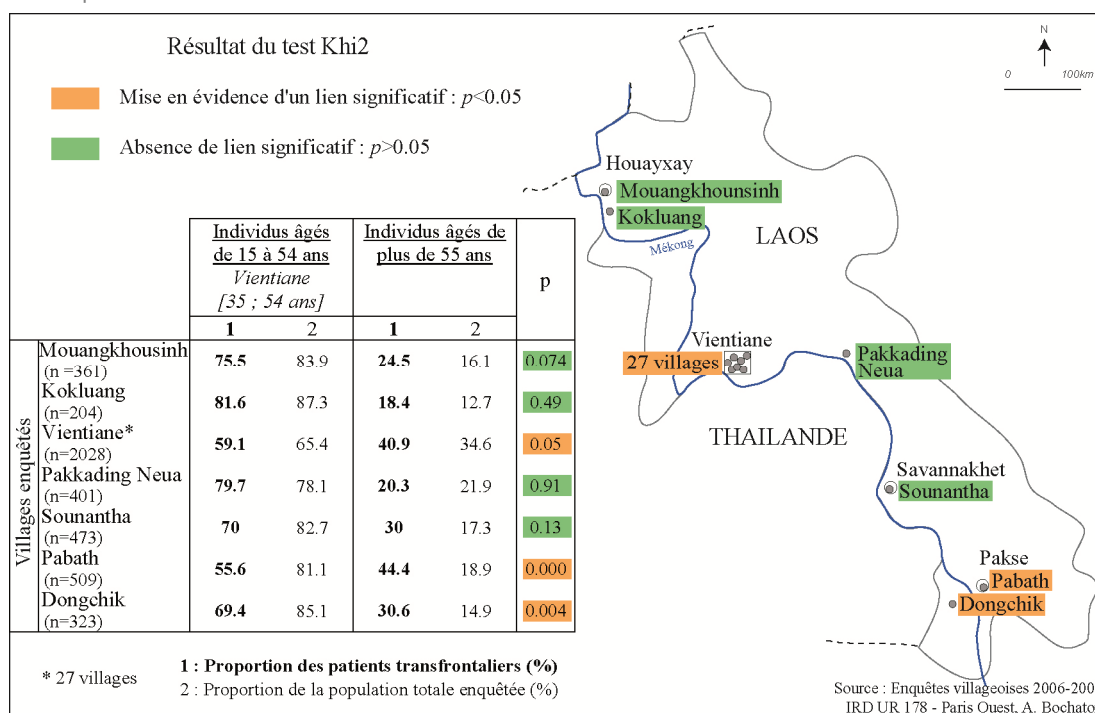 Résultat du test Khi2
Mise en évidence d'un lien significatif : p<0.05
Absence de lien significatif : p>0.05
N
0 100km
Houayxay
Mouangkhounsinh
Kokluang
LAOS
Mékong
Vientiane
27 villages
Pakkading
Neua
THAILANDE
Savannakhet
Sounantha
Pakse
Pabath
Dongchik
Individus âgés
de 15 à 54 ans
Vientiane
[35 ; 54 ans]
Individus âgés de
plus de 55 ans
p
1 2 1 2
Villages enquêtés
Mouangkhousinh
(n =361)
75.5 83.9 24.5 16.1 0.074
Kokluang
(n=204)
81.6 87.3 18.4 12.7 0.49
Vientiane*
(n=2028)
59.1 65.4 40.9 34.6 0.05
Pakkading Neua
(n=401)
79.7 78.1 20.3 21.9 0.91
Sounantha
(n=473)
70 82.7 30 17.3 0.13
Pabath
(n=509)
55.6 81.1 44.4 18.9 0.000
Dongchik
(n=323)
69.4 85.1 30.6 14.9 0.004
* 27 villages
1 : Proportion des patients transfrontaliers (%)
2 : Proportion de la population totale enquêtée (%)
Source : Enquêtes villageoises 2006-200
IRD UR 178 - Paris Ouest, A. Bochato